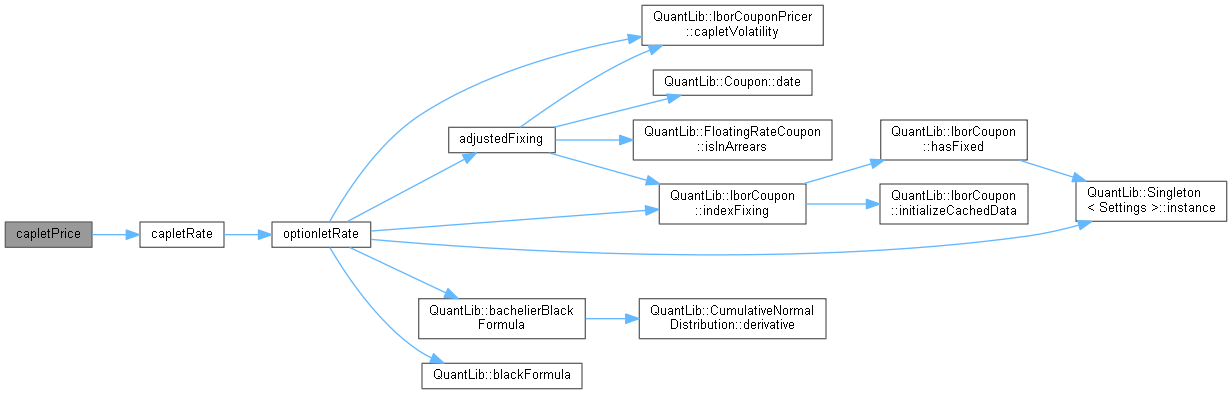 capletPrice
capletRate
optionletRate
QuantLib::IborCouponPricer
::capletVolatility
adjustedFixing
QuantLib::Coupon::date
QuantLib::FloatingRateCoupon
::isInArrears
QuantLib::IborCoupon
::indexFixing
QuantLib::IborCoupon
::hasFixed
QuantLib::IborCoupon
::initializeCachedData
QuantLib::Singleton
< Settings >::instance
QuantLib::bachelierBlack
Formula
QuantLib::CumulativeNormal
Distribution::derivative
QuantLib::blackFormula